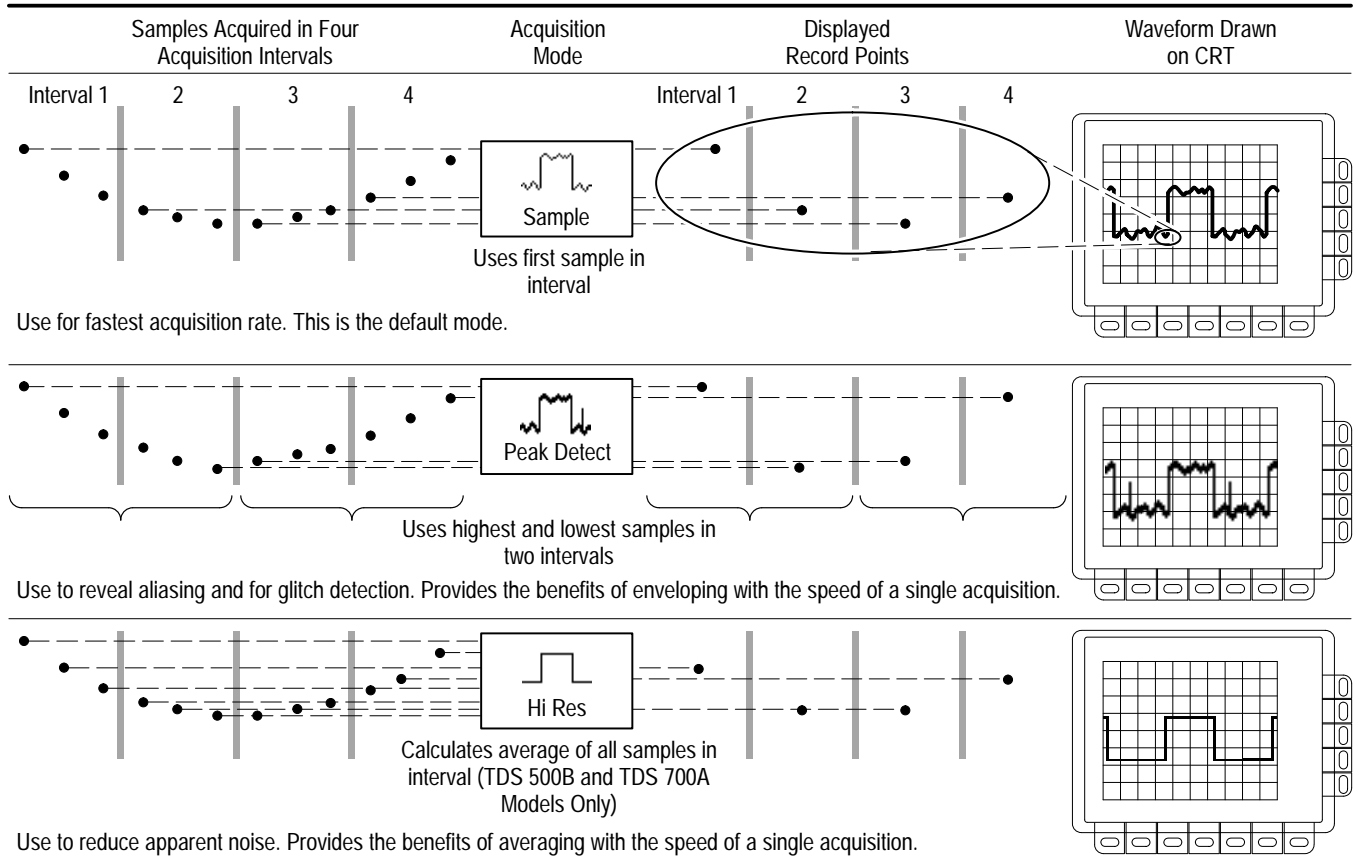 Samples Acquired in Four
Acquisition Intervals
Acquisition
Mode
Displayed
Record Points
Waveform Drawn
on CRT
Interval 1 2 3 4
Interval 1 2 3 4
Sample
Uses first sample in
interval
Use for fastest acquisition rate. This is the default mode.
Peak Detect
Uses highest and lowest samples in
two intervals
Use to reveal aliasing and for glitch detection. Provides the benefits of enveloping with the speed of a single acquisition.
Hi Res
Calculates average of all samples in
interval (TDS 500B and TDS 700A
Models Only)
Use to reduce apparent noise. Provides the benefits of averaging with the speed of a single acquisition.